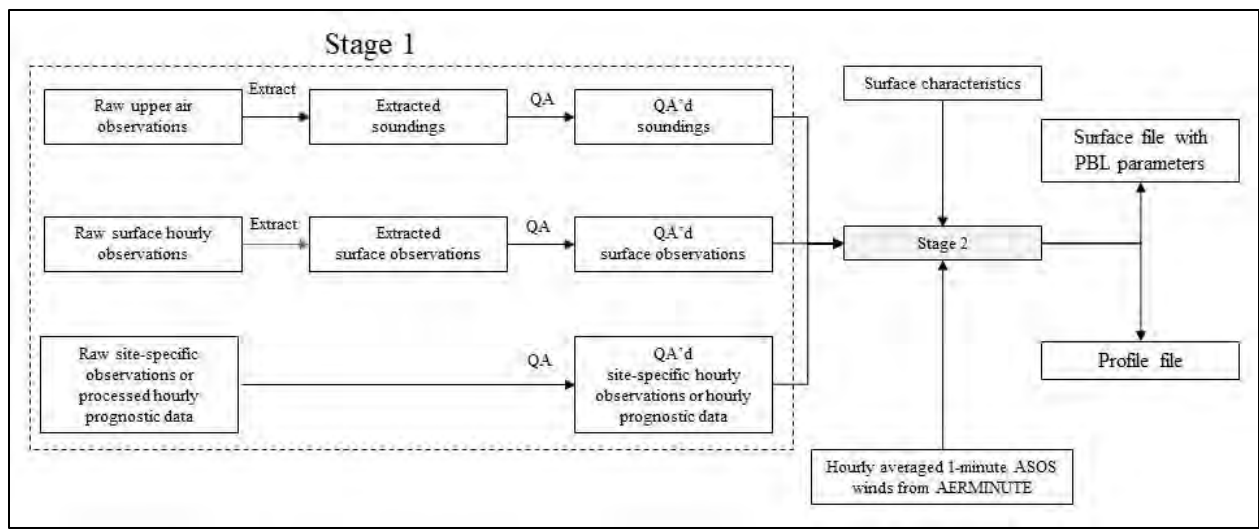 Stage 1
Raw upper air
observations
Extract
Extracted
soundings
QA
QA'd
soundings
Raw surface hourly
observations
Extract
Extracted
surface observations
QA
QA'd
surface observations
Raw site-specific
observations or
processed hourly
prognostic data
QA
QA'd
site-specific hourly
observations or hourly
prognostic data
Surface characteristics
Stage 2
Hourly averaged 1-minute ASOS
winds from AERMINUTE
Surface file with
PBL parameters
Profile file